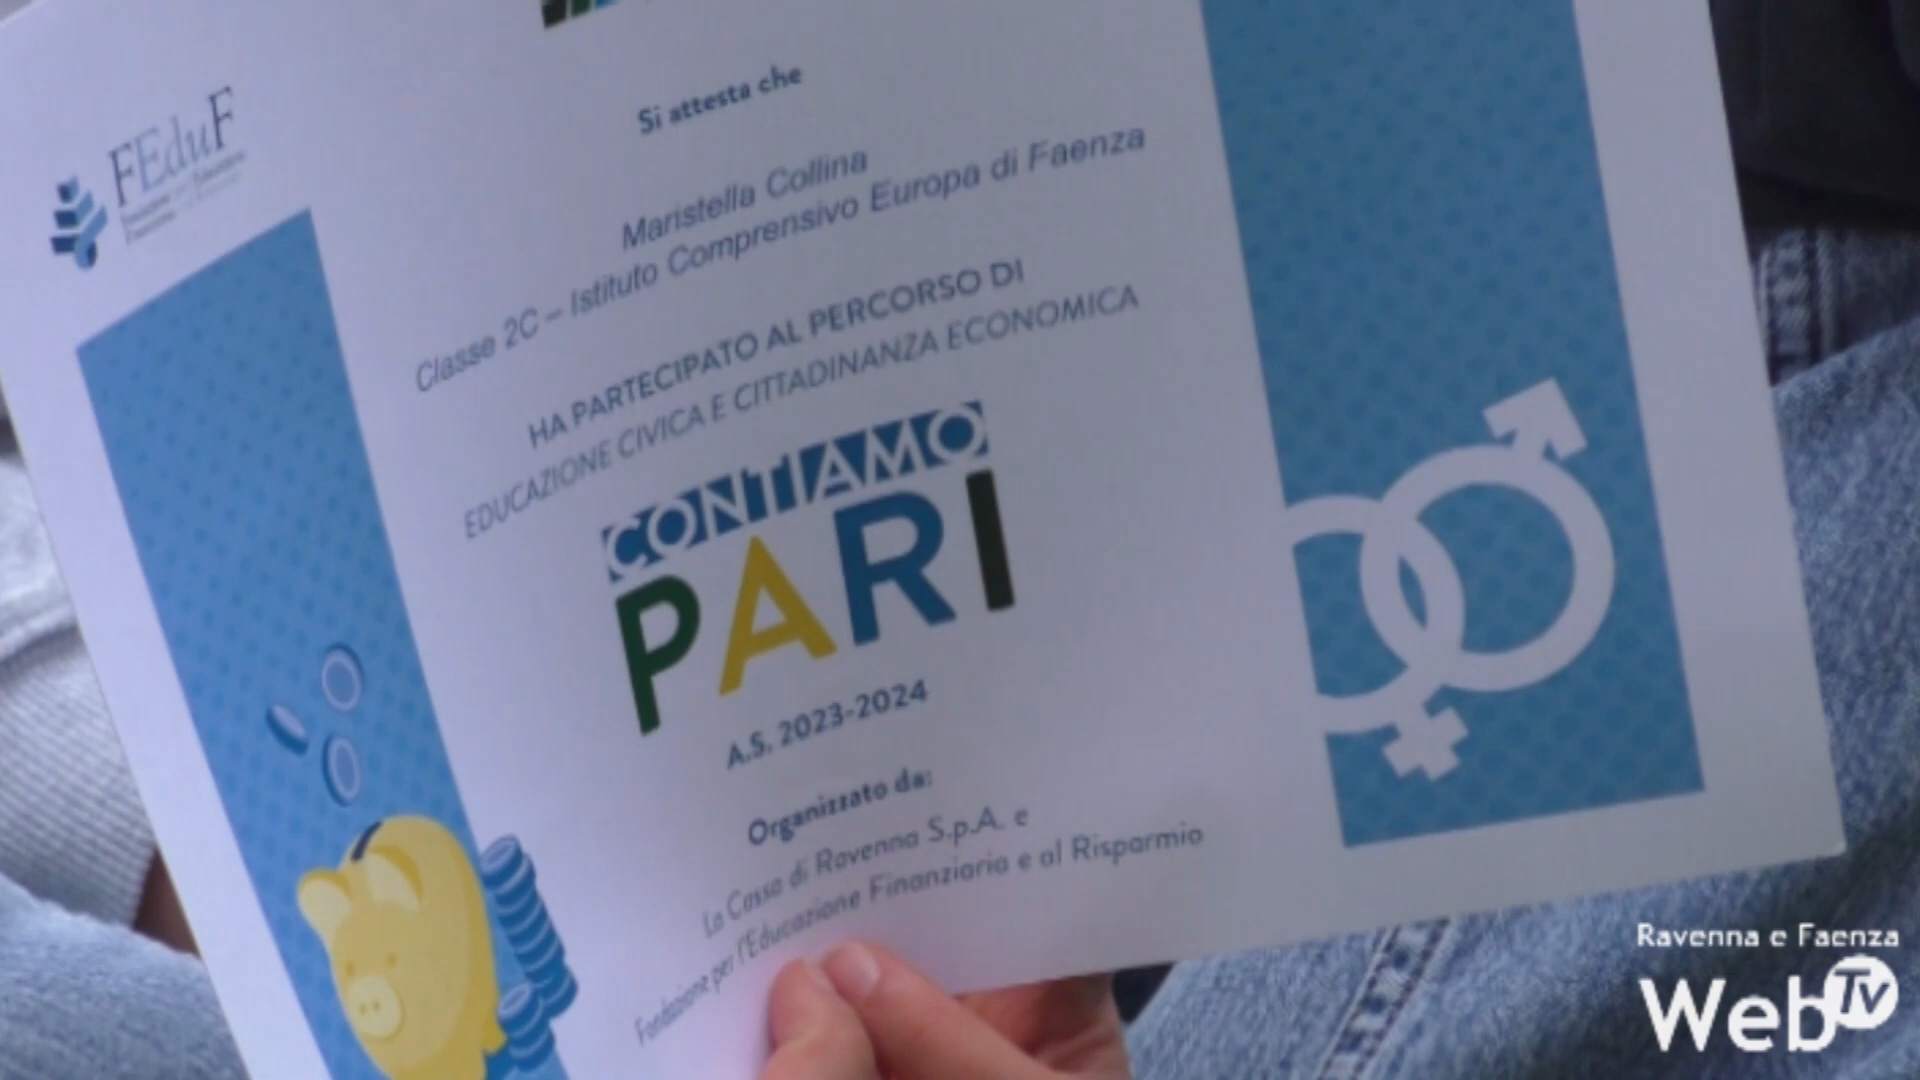 FEduF
Si attesta che
Maristella Collina
Classe 2C – Istituto Comprensivo Europa di Faenza
HA PARTECIPATO AL PERCORSO DI
EDUCAZIONE CIVICA E CITTADINANZA ECONOMICA
CONTIAMO
PARI
A.S. 2023-2024
Organizzato da:
La Cassa di Ravenna S.p.A. e
Fondazione per l'Educazione Finanziaria e al Risparmio
Ravenna e Faenza
WebTv